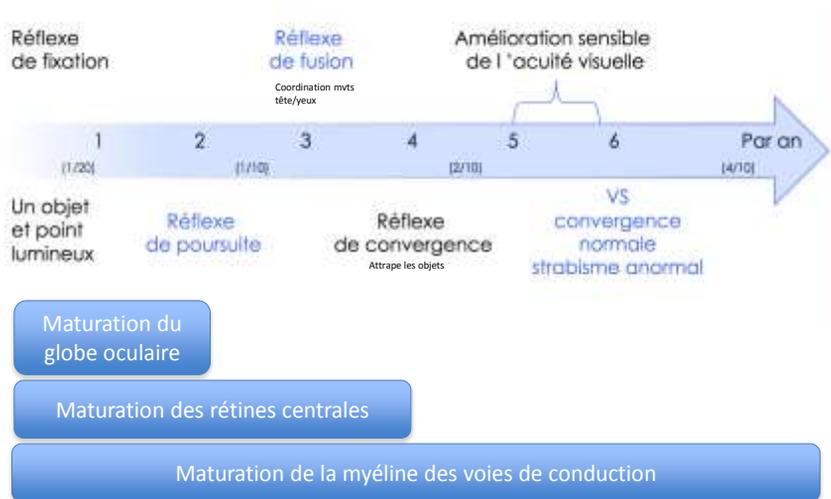 Réflexe
de fixation
Réflexe
de fusion
Coordination mvts
tête/yeux
Amélioration sensible
de l'acuité visuelle
1 2 3 4 5 6 Par an
(1/20) (1/10) (2/10) (4/10)
Un objet
et point
lumineux
Réflexe
de poursuite
Réflexe
de convergence
Attrape les objets
VS
convergence
normale
strabisme anormal
Maturation du
globe oculaire
Maturation des rétines centrales
Maturation de la myéline des voies de conduction